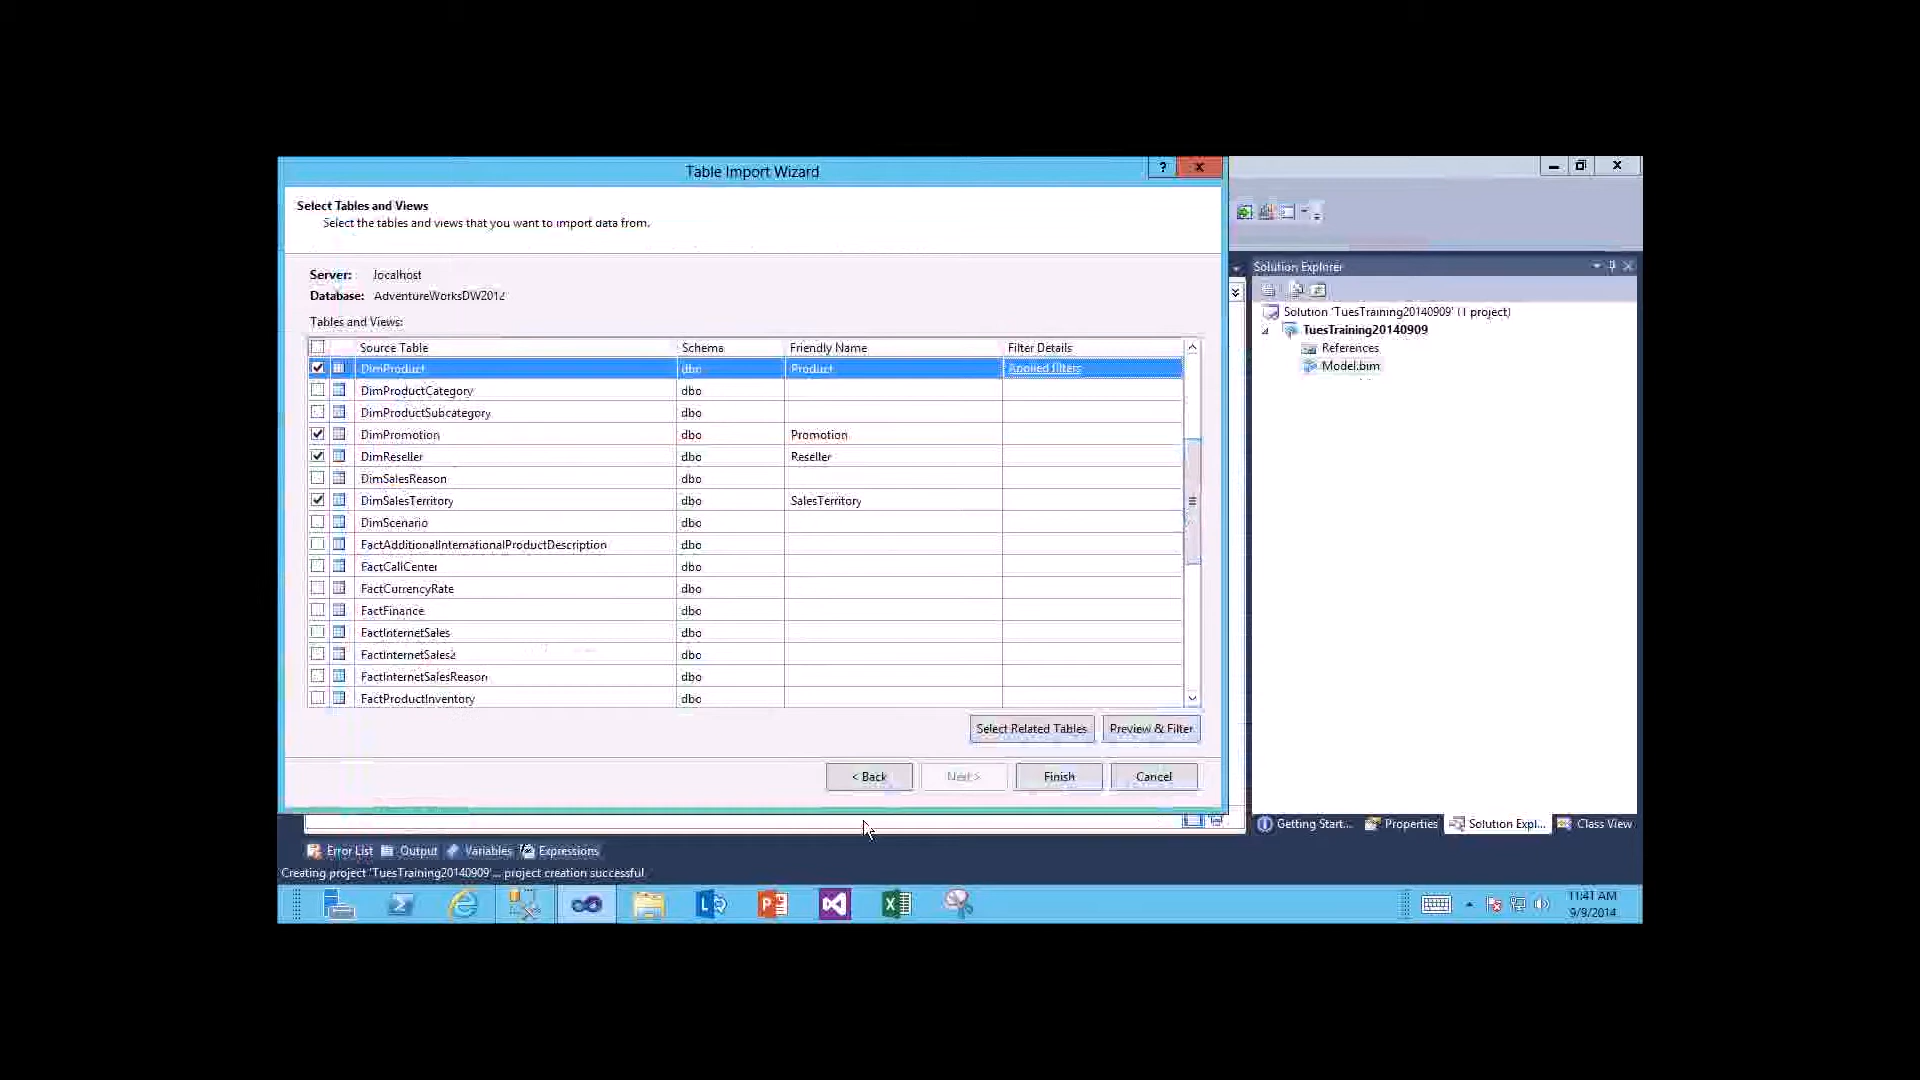 Table Import Wizard
?
Select Tables and Views
Select the tables and views that you want to import data from.
Server: localhost
Database: AdventureWorksDW2012
Tables and Views:
Source Table Schema Friendly Name Filter Details
DimProduct dbo Product Applied filters
DimProductCategory dbo
DimProductSubcategory dbo
DimPromotion dbo Promotion
DimReseller dbo Reseller
DimSalesReason dbo
DimSalesTerritory dbo SalesTerritory
DimScenario dbo
FactAdditionalInternationalProductDescription dbo
FactCallCenter dbo
FactCurrencyRate dbo
FactFinance dbo
FactInternetSales dbo
FactInternetSales2 dbo
FactInternetSalesReason dbo
FactProductInventory dbo
Select Related Tables Preview & Filter
< Back Next > Finish Cancel
Solution Explorer
Solution 'TuesTraining20140909' (1 project)
TuesTraining20140909
References
Model.bim
Getting Start... Properties Solution Expl... Class View
Error List Output Variables Expressions
Creating project 'TuesTraining20140909'... project creation successful.
11:41 AM
9/9/2014